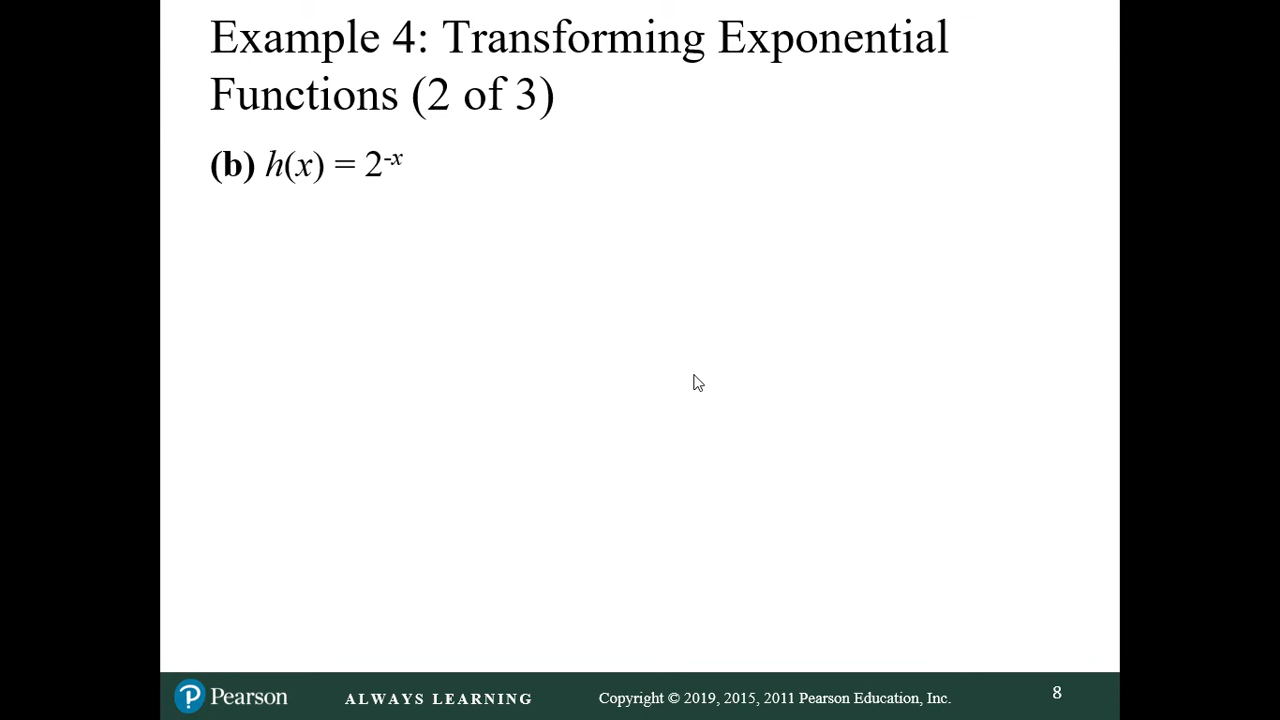 Example 4: Transforming Exponential
Functions (2 of 3)
(b) h(x) = 2⁻ˣ
Pearson
ALWAYS LEARNING
Copyright © 2019, 2015, 2011 Pearson Education, Inc.
8